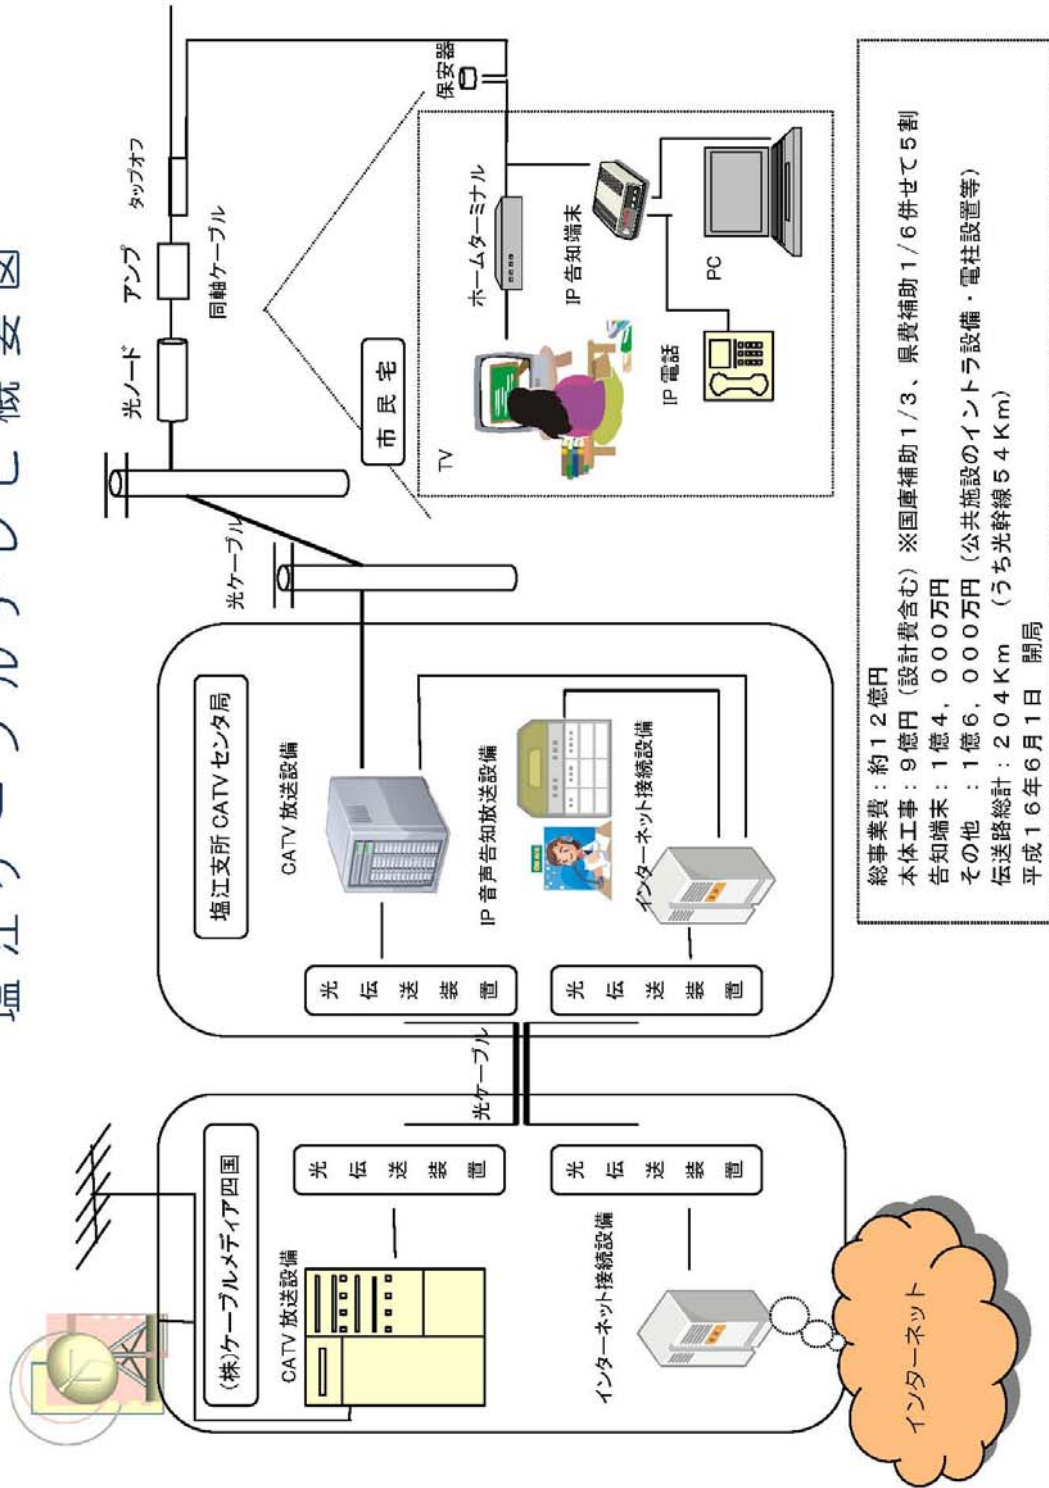 塩江ケーブルテレビ概要図
(株)ケーブルメディア四国
CATV 放送設備
光伝送装置
インターネット接続設備
光伝送装置
インターネット
光ケーブル
塩江支所 CATV センタ局
CATV 放送設備
光伝送装置
IP 音声告知放送設備
インターネット接続設備
光伝送装置
光ケーブル
光ノード
アンプ
タップオフ
同軸ケーブル
保安器
市民宅
TV
ホームターミナル
IP 告知端末
IP 電話
PC
総事業費：約12億円
本体工事：9億円（設計費含む）※国庫補助1/3、県費補助1/6併せて5割
告知端末：1億4,000万円
その他　：1億6,000万円（公共施設のイントラ設備・電柱設置等）
伝送路総計：204Km　（うち光幹線54Km）
平成16年6月1日　開局